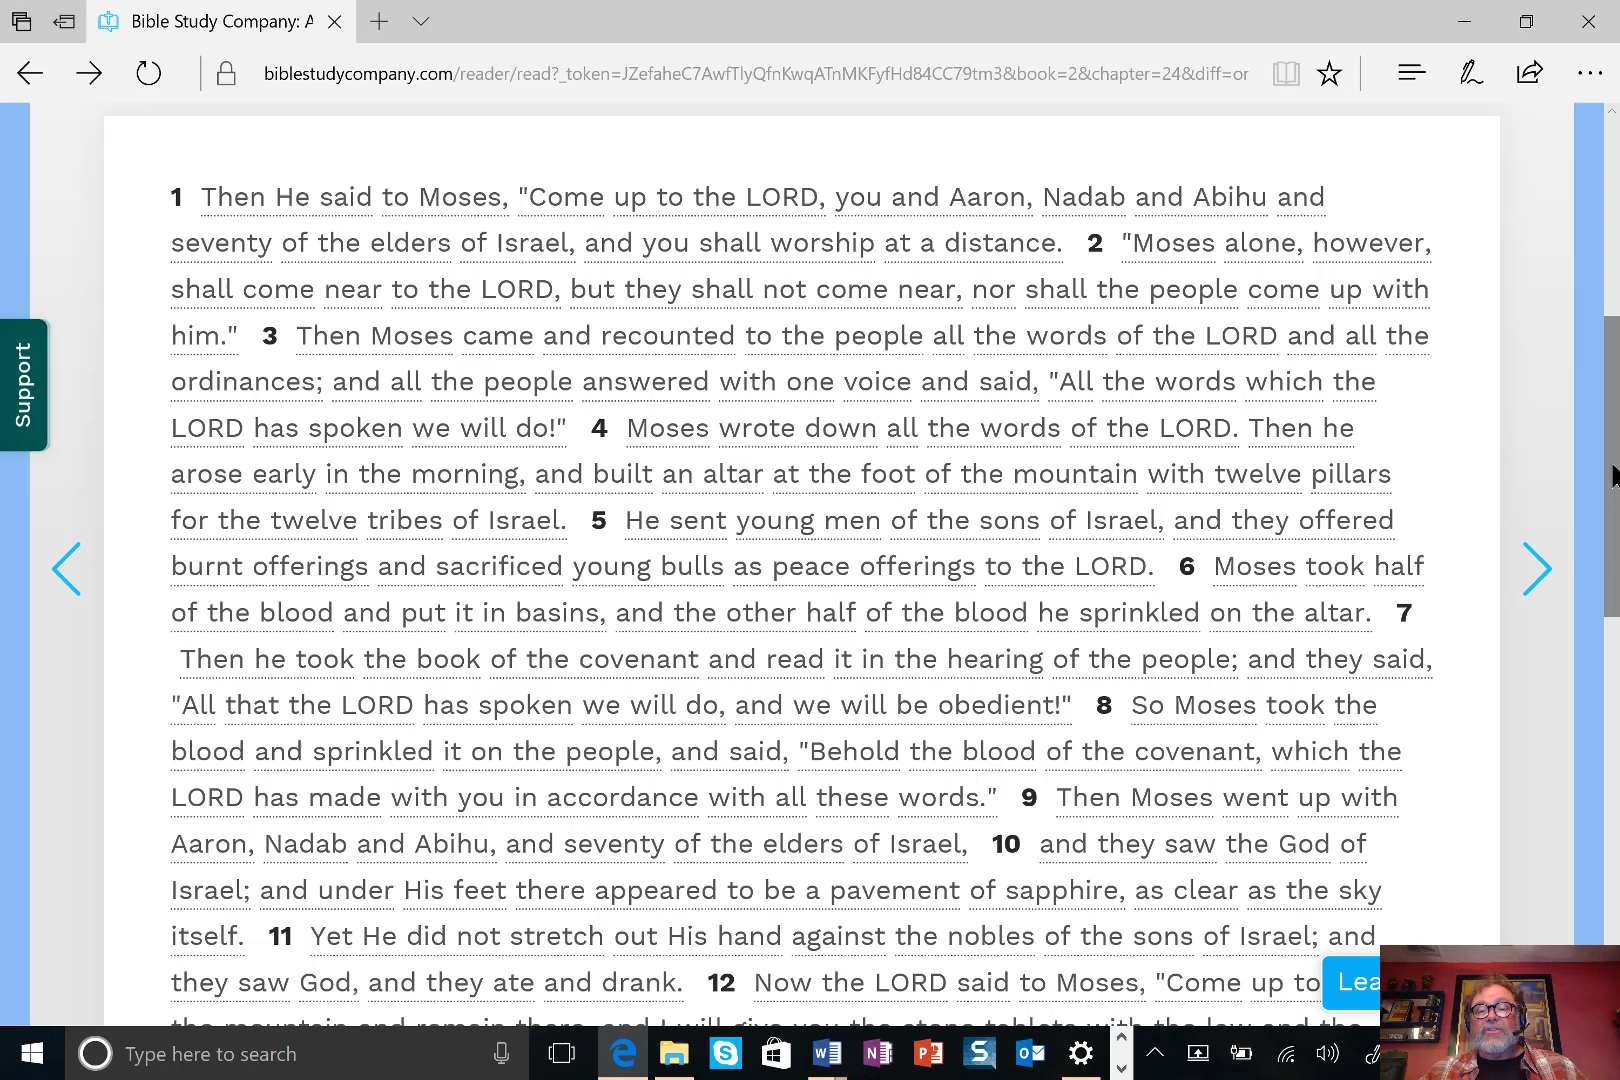 Bible Study Company: A
biblestudycompany.com/reader/read?_token=JZefaheC7AwfTlyQfnKwqATnMKFyfHd84CC79tm3&book=2&chapter=24&diff=or
1 Then He said to Moses, "Come up to the LORD, you and Aaron, Nadab and Abihu and
seventy of the elders of Israel, and you shall worship at a distance. 2 "Moses alone, however,
shall come near to the LORD, but they shall not come near, nor shall the people come up with
him." 3 Then Moses came and recounted to the people all the words of the LORD and all the
ordinances; and all the people answered with one voice and said, "All the words which the
LORD has spoken we will do!" 4 Moses wrote down all the words of the LORD. Then he
arose early in the morning, and built an altar at the foot of the mountain with twelve pillars
for the twelve tribes of Israel. 5 He sent young men of the sons of Israel, and they offered
burnt offerings and sacrificed young bulls as peace offerings to the LORD. 6 Moses took half
of the blood and put it in basins, and the other half of the blood he sprinkled on the altar. 7
Then he took the book of the covenant and read it in the hearing of the people; and they said,
"All that the LORD has spoken we will do, and we will be obedient!" 8 So Moses took the
blood and sprinkled it on the people, and said, "Behold the blood of the covenant, which the
LORD has made with you in accordance with all these words." 9 Then Moses went up with
Aaron, Nadab and Abihu, and seventy of the elders of Israel, 10 and they saw the God of
Israel; and under His feet there appeared to be a pavement of sapphire, as clear as the sky
itself. 11 Yet He did not stretch out His hand against the nobles of the sons of Israel; and
they saw God, and they ate and drank. 12 Now the LORD said to Moses, "Come up to
the mountain and remain there, and I will give you the stone tablets with the law and the
Support
Lea
Type here to search